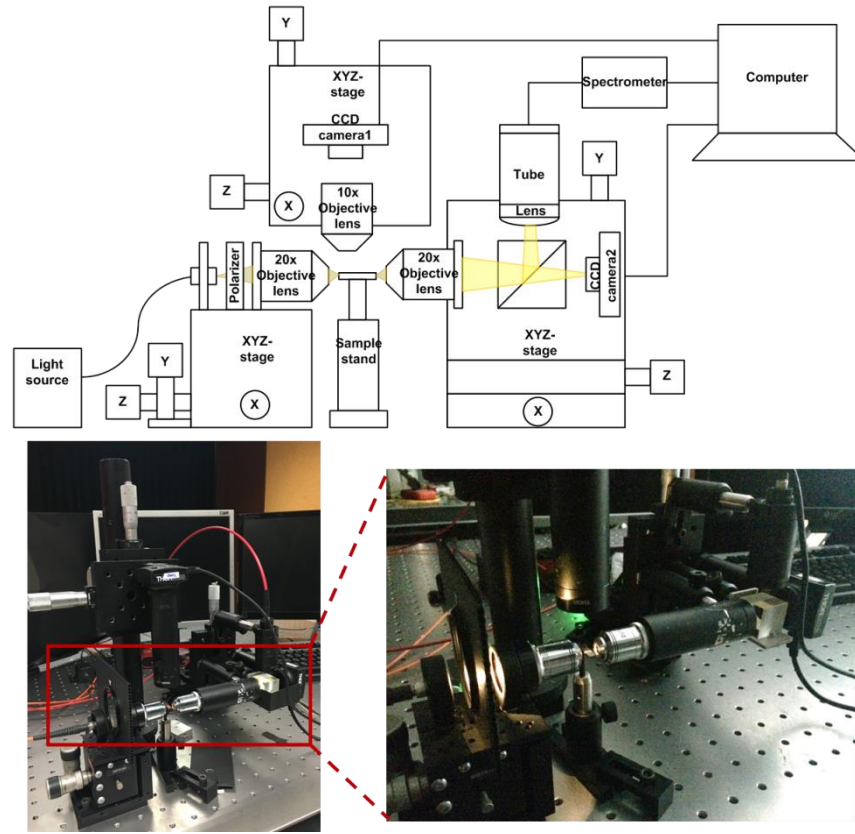 Y
XYZ-
stage
CCD
camera1
Z
X
10x
Objective
lens
Spectrometer
Computer
Tube
Lens
Y
Polarizer
20x
Objective
lens
20x
Objective
lens
CCD
camera2
Light
source
Y
Z
XYZ-
stage
X
Sample
stand
XYZ-
stage
Z
X